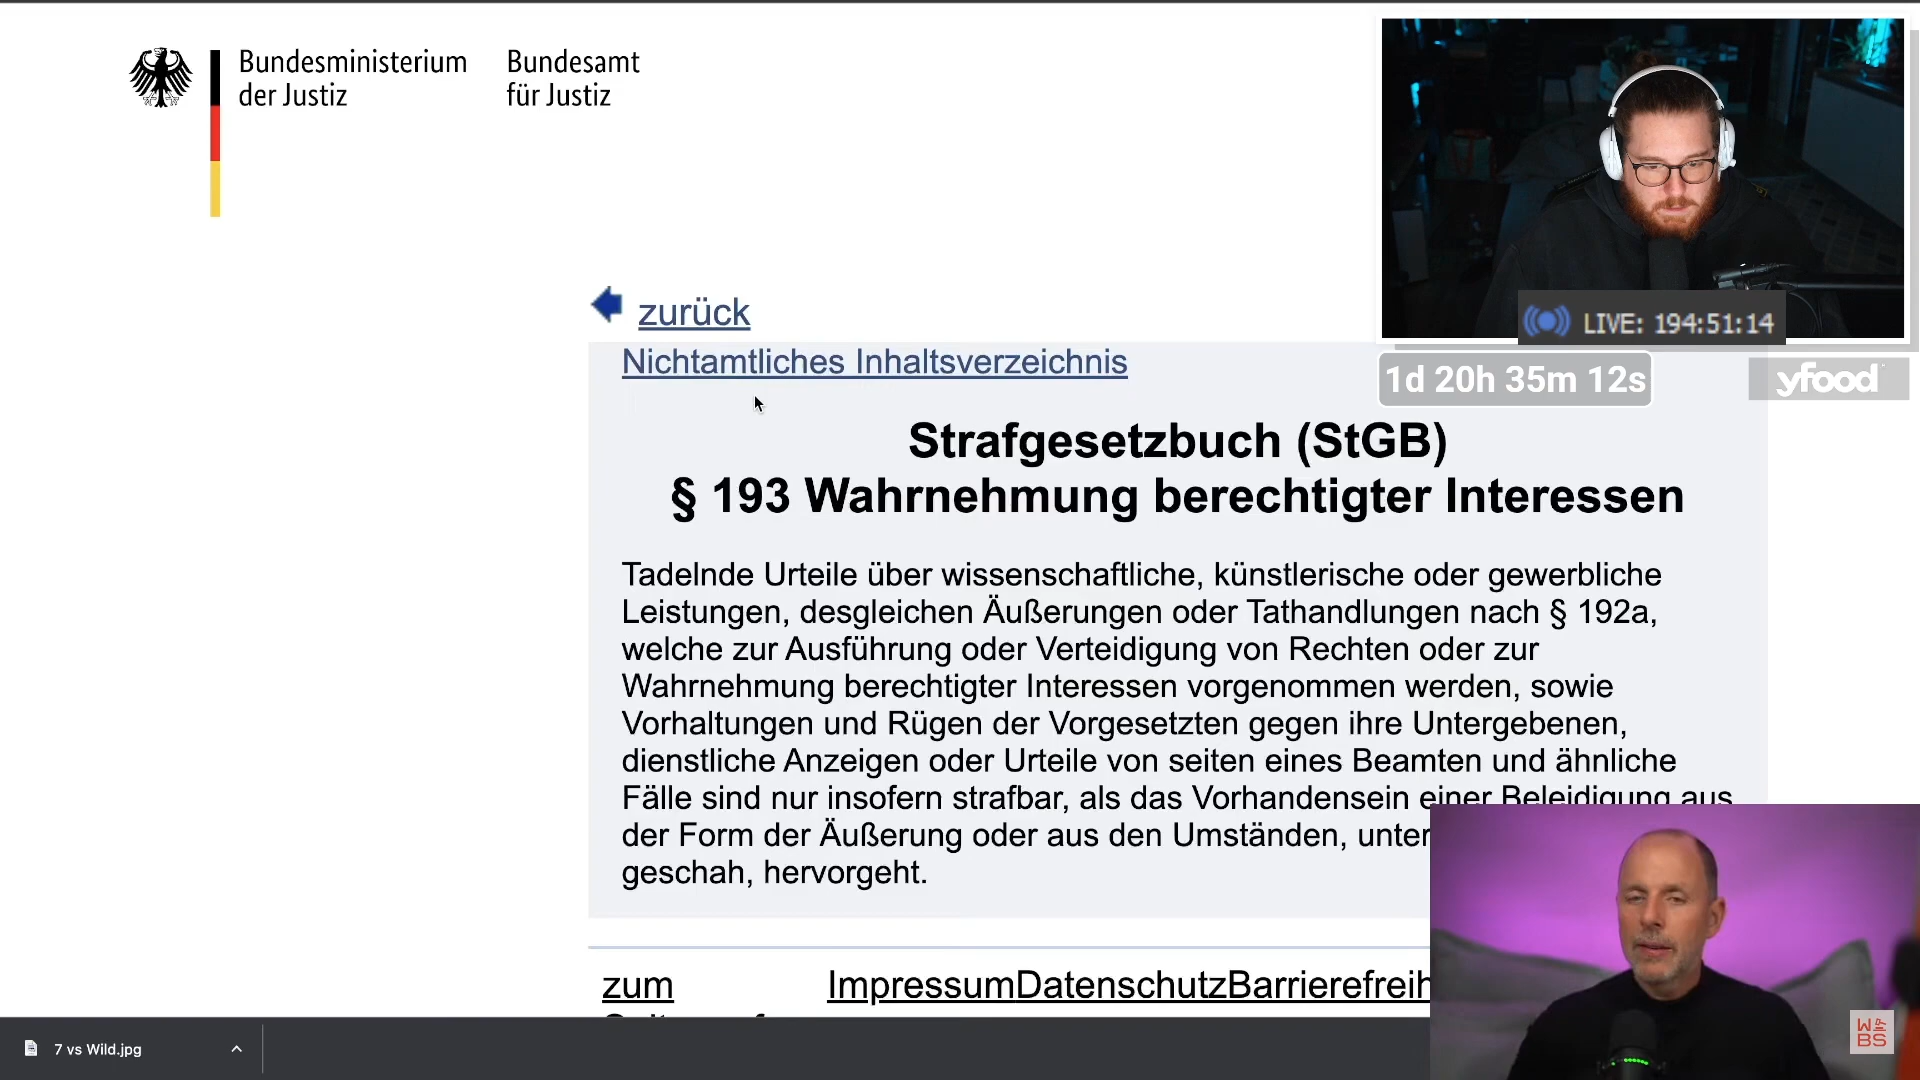 Bundesministerium
der Justiz
Bundesamt
für Justiz
LIVE: 194:51:14
1d 20h 35m 12s
yfood
zurück
Nichtamtliches Inhaltsverzeichnis
Strafgesetzbuch (StGB)
§ 193 Wahrnehmung berechtigter Interessen
Tadelnde Urteile über wissenschaftliche, künstlerische oder gewerbliche
Leistungen, desgleichen Äußerungen oder Tathandlungen nach § 192a,
welche zur Ausführung oder Verteidigung von Rechten oder zur
Wahrnehmung berechtigter Interessen vorgenommen werden, sowie
Vorhaltungen und Rügen der Vorgesetzten gegen ihre Untergebenen,
dienstliche Anzeigen oder Urteile von seiten eines Beamten und ähnliche
Fälle sind nur insofern strafbar, als das Vorhandensein einer Beleidigung aus
der Form der Äußerung oder aus den Umständen, unter
geschah, hervorgeht.
zum
ImpressumDatenschutzBarrierefreih
7 vs Wild.jpg
WBS